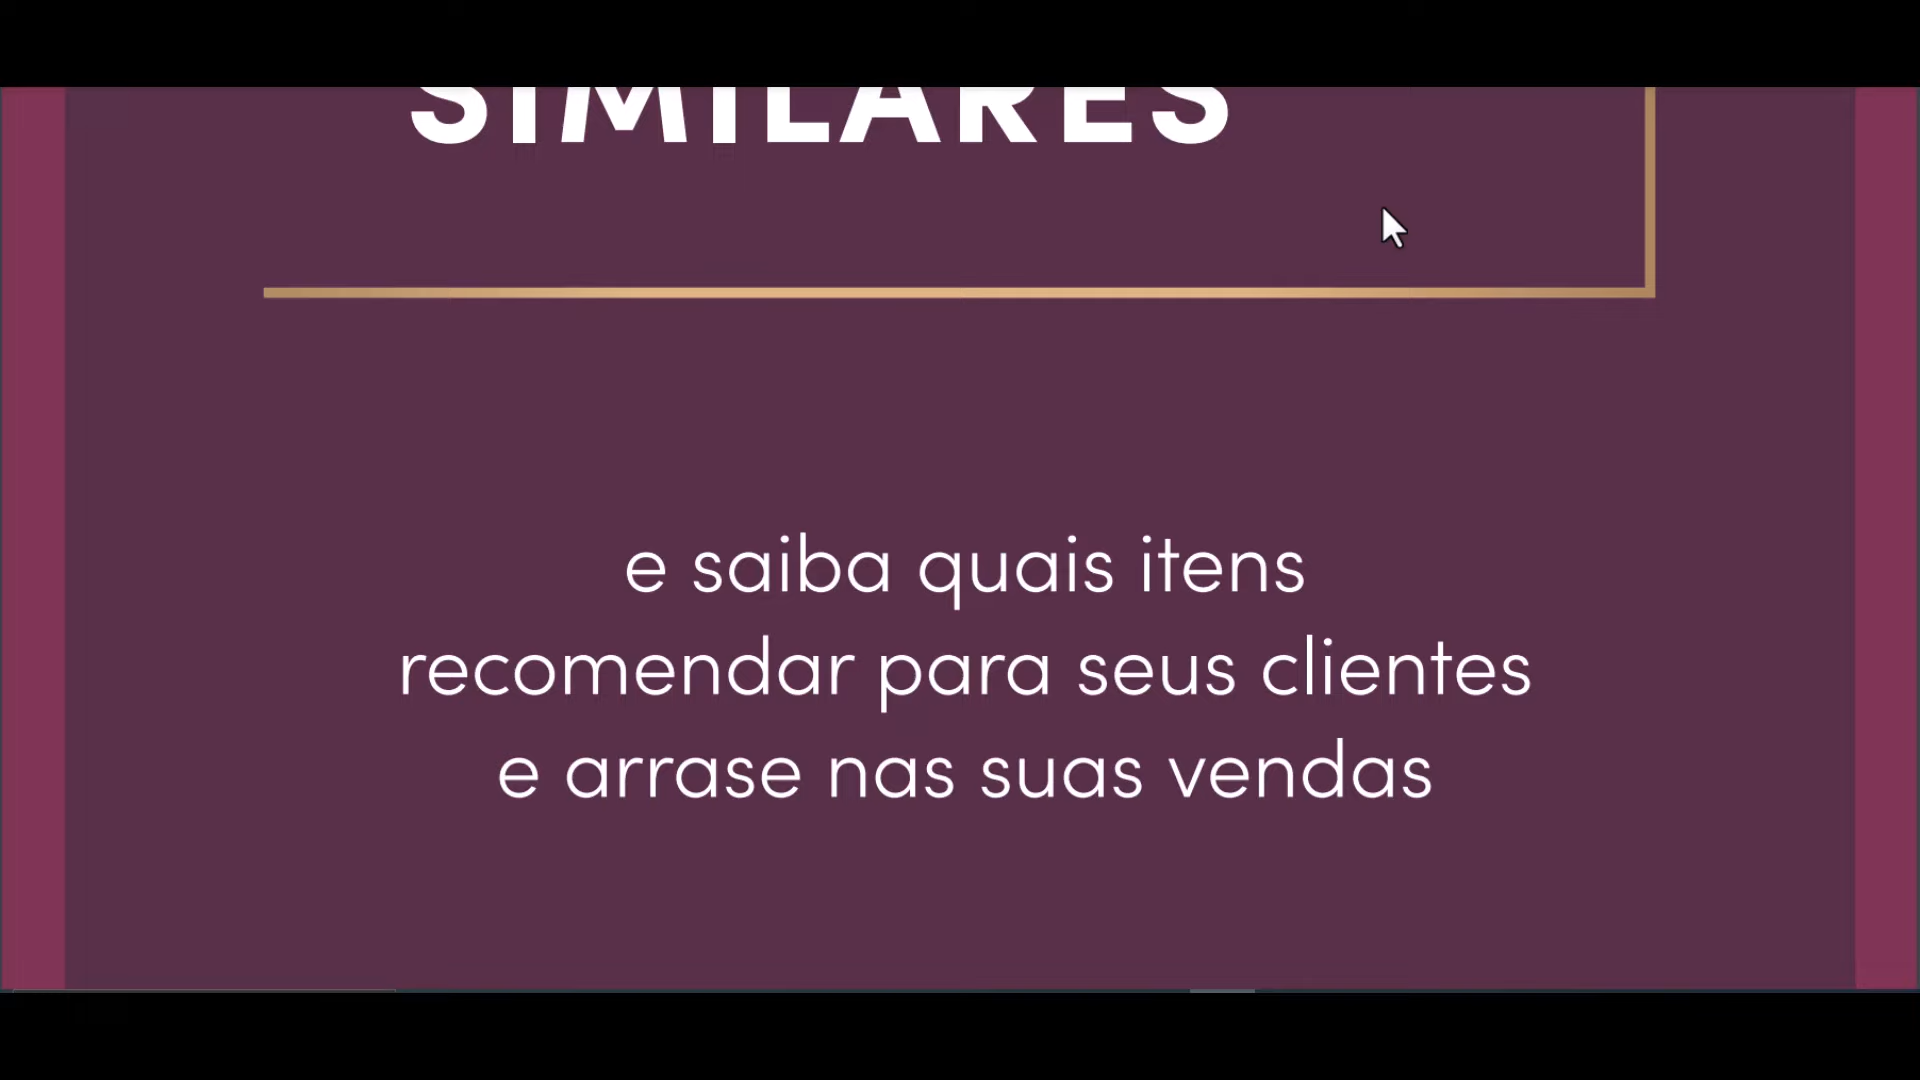 SIMILARES
e saiba quais itens
recomendar para seus clientes
e arrase nas suas vendas